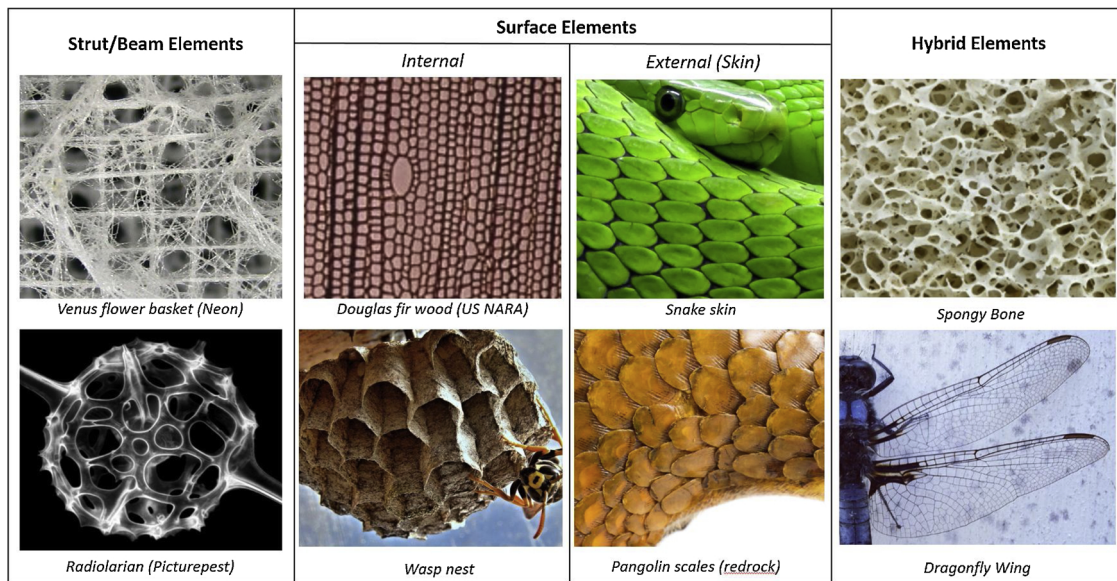 Strut/Beam Elements
Surface Elements
Internal
External (Skin)
Hybrid Elements
Venus flower basket (Neon)
Douglas fir wood (US NARA)
Snake skin
Spongy Bone
Radiolarian (Picturepest)
Wasp nest
Pangolin scales (redrock)
Dragonfly Wing